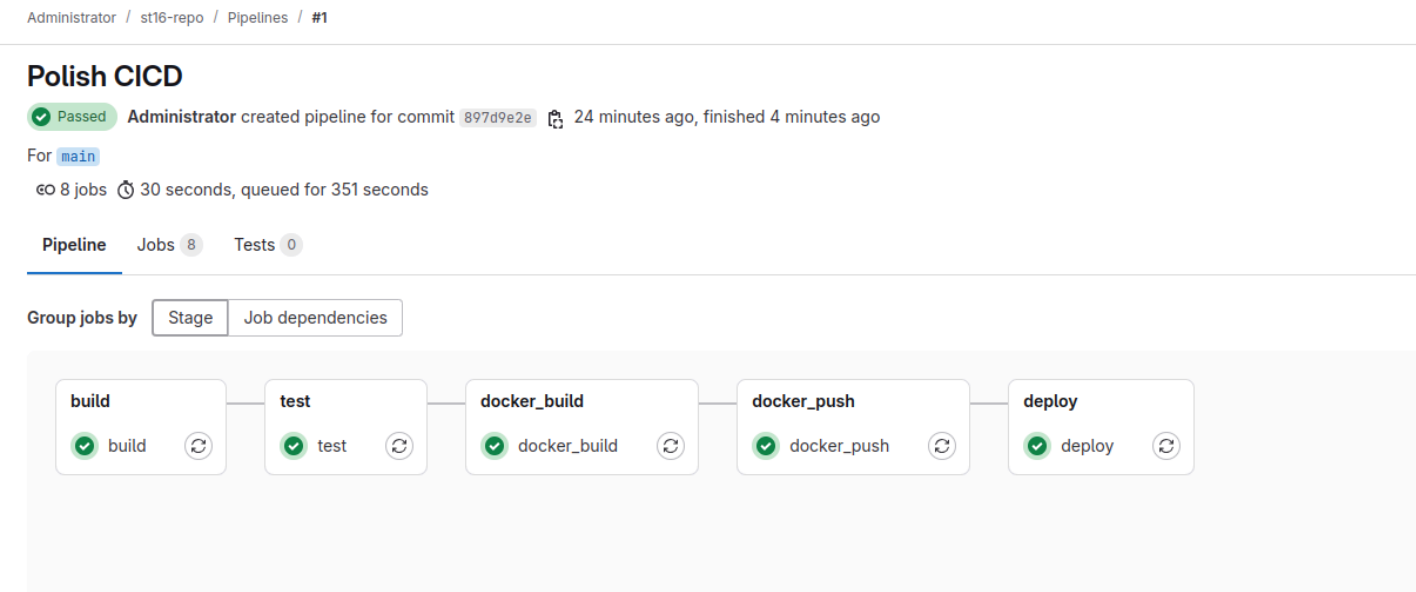 Administrator / st16-repo / Pipelines / #1
Polish CICD
Passed Administrator created pipeline for commit 897d9e2e 24 minutes ago, finished 4 minutes ago
For main
8 jobs 30 seconds, queued for 351 seconds
Pipeline Jobs 8 Tests 0
Group jobs by Stage Job dependencies
build test docker_build docker_push deploy
build test docker_build docker_push deploy